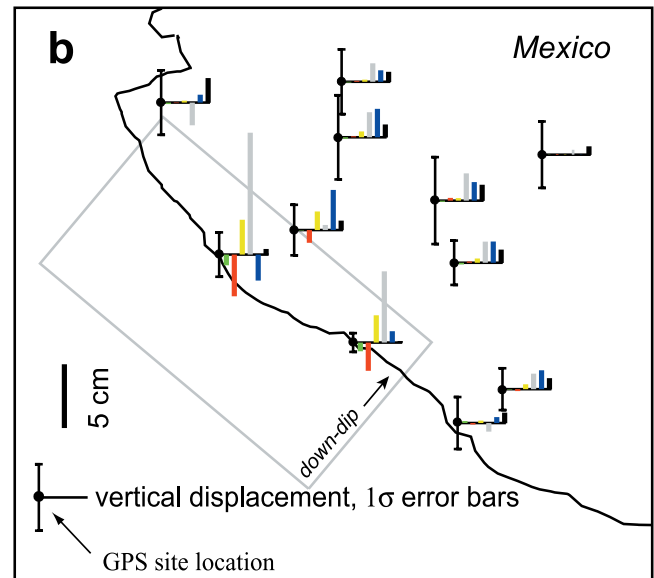 b
Mexico
5 cm
down-dip
vertical displacement, 1σ error bars
GPS site location